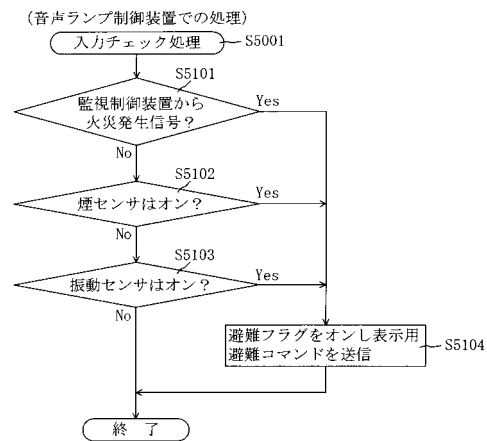 (音声ランプ制御装置での処理)
入力チェック処理
S5001
S5101
監視制御装置から
火災発生信号?
Yes
No
S5102
煙センサはオン?
Yes
No
S5103
振動センサはオン?
Yes
No
避難フラグをオンし表示用
避難コマンドを送信
S5104
終 了